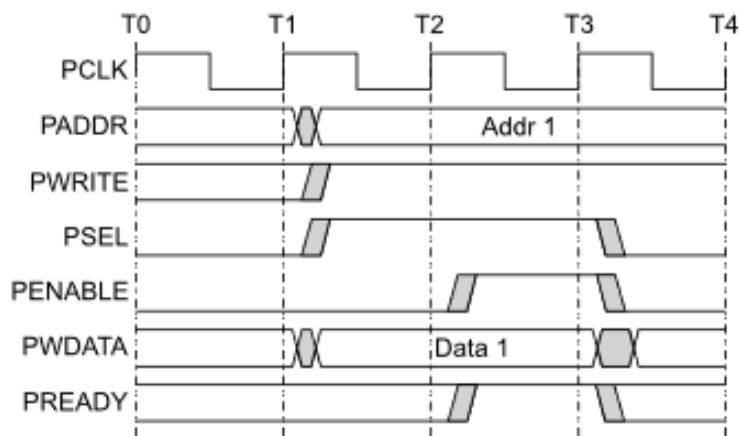 T0 T1 T2 T3 T4
PCLK
PADDR Addr 1
PWRITE
PSEL
PENABLE
PWDATA Data 1
PREADY